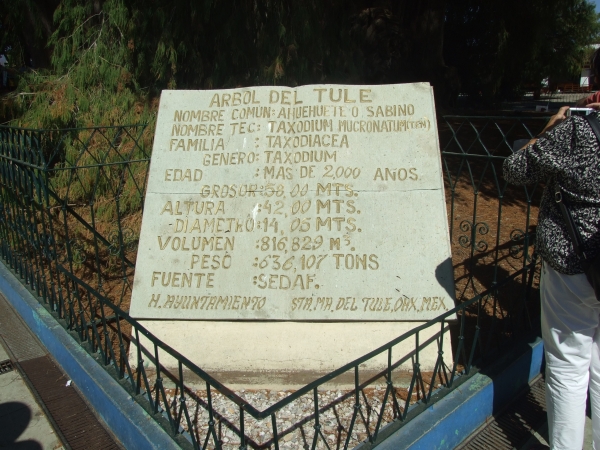 ARBOL DEL TULE
NOMBRE COMUN: AHUEHUETE O SABINO
NOMBRE TEC: TAXODIUM MUCRONATUM(TEN)
FAMILIA : TAXODIACEA
GENERO: TAXODIUM
EDAD : MAS DE 2,000 AÑOS.
GROSOR: 58,00 MTS.
ALTURA : 42,00 MTS.
DIAMETRO: 14,05 MTS.
VOLUMEN : 816,829 M³.
PESO : 636,107 TONS
FUENTE : SEDAF.
H. AYUNTAMIENTO STA. MA. DEL TULE, OAX. MEX.